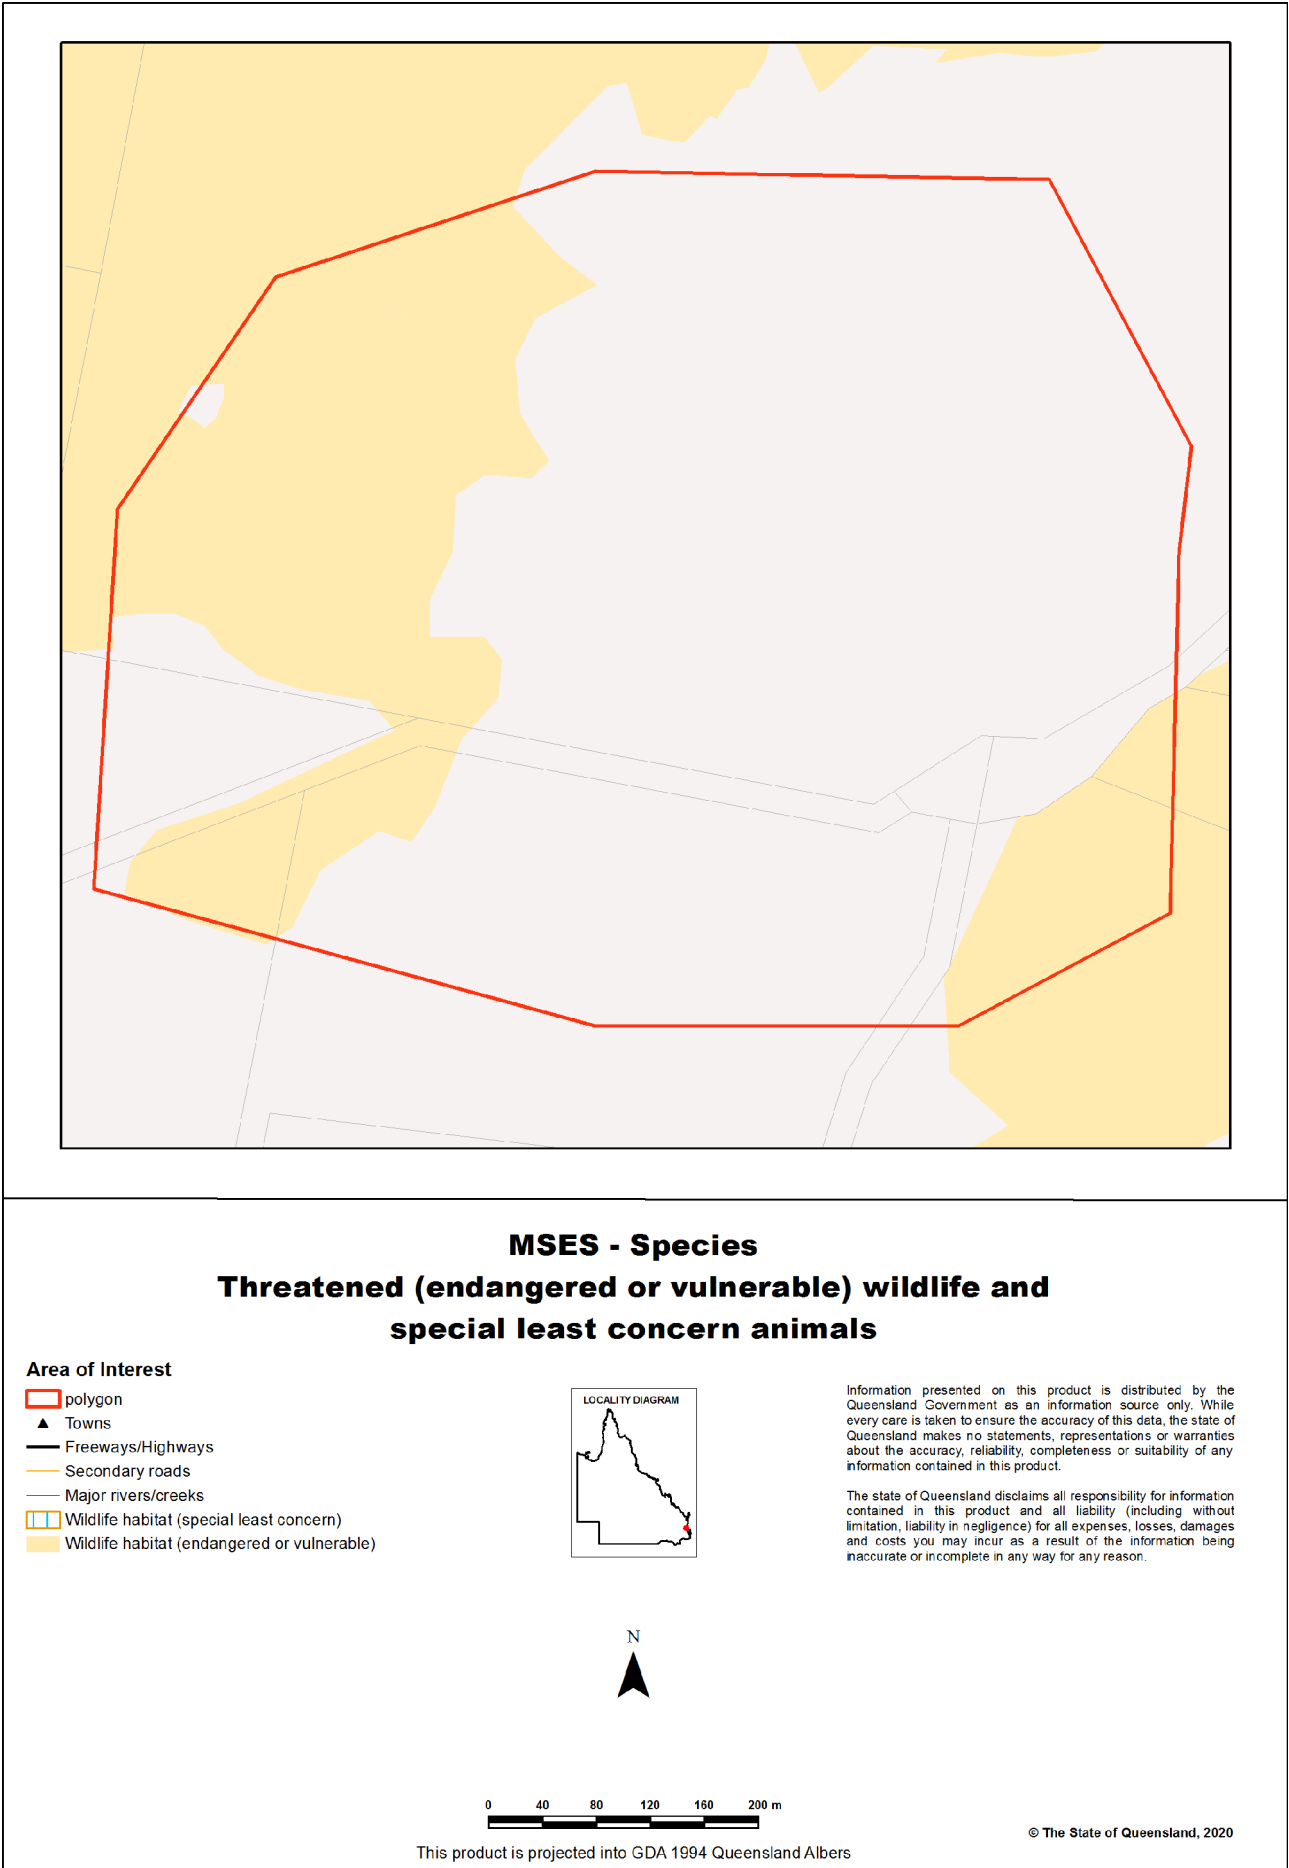 MSES - Species
Threatened (endangered or vulnerable) wildlife and
special least concern animals
Area of Interest
polygon
Towns
Freeways/Highways
Secondary roads
Major rivers/creeks
Wildlife habitat (special least concern)
Wildlife habitat (endangered or vulnerable)
LOCALITY DIAGRAM
Information presented on this product is distributed by the
Queensland Government as an information source only. While
every care is taken to ensure the accuracy of this data, the state of
Queensland makes no statements, representations or warranties
about the accuracy, reliability, completeness or suitability of any
information contained in this product.
The state of Queensland disclaims all responsibility for information
contained in this product and all liability (including without
limitation, liability in negligence) for all expenses, losses, damages
and costs you may incur as a result of the information being
inaccurate or incomplete in any way for any reason.
N
0 40 80 120 160 200 m
© The State of Queensland, 2020
This product is projected into GDA 1994 Queensland Albers